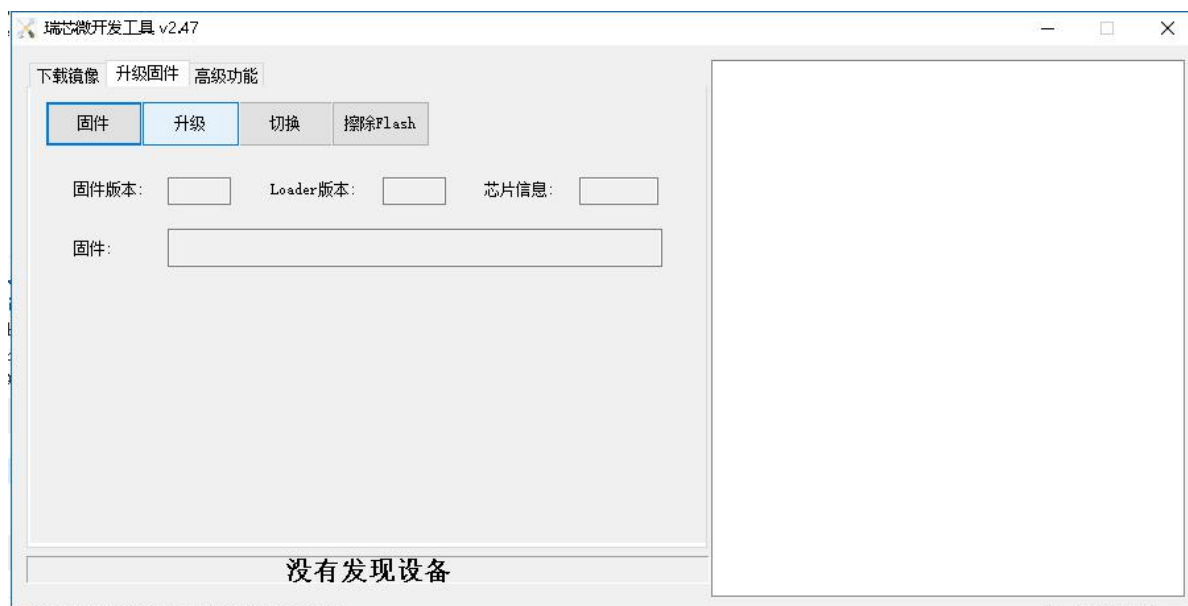 瑞芯微开发工具 v2.47
下载镜像 升级固件 高级功能
固件 升级 切换 擦除Flash
固件版本: Loader版本: 芯片信息:
固件:
没有发现设备